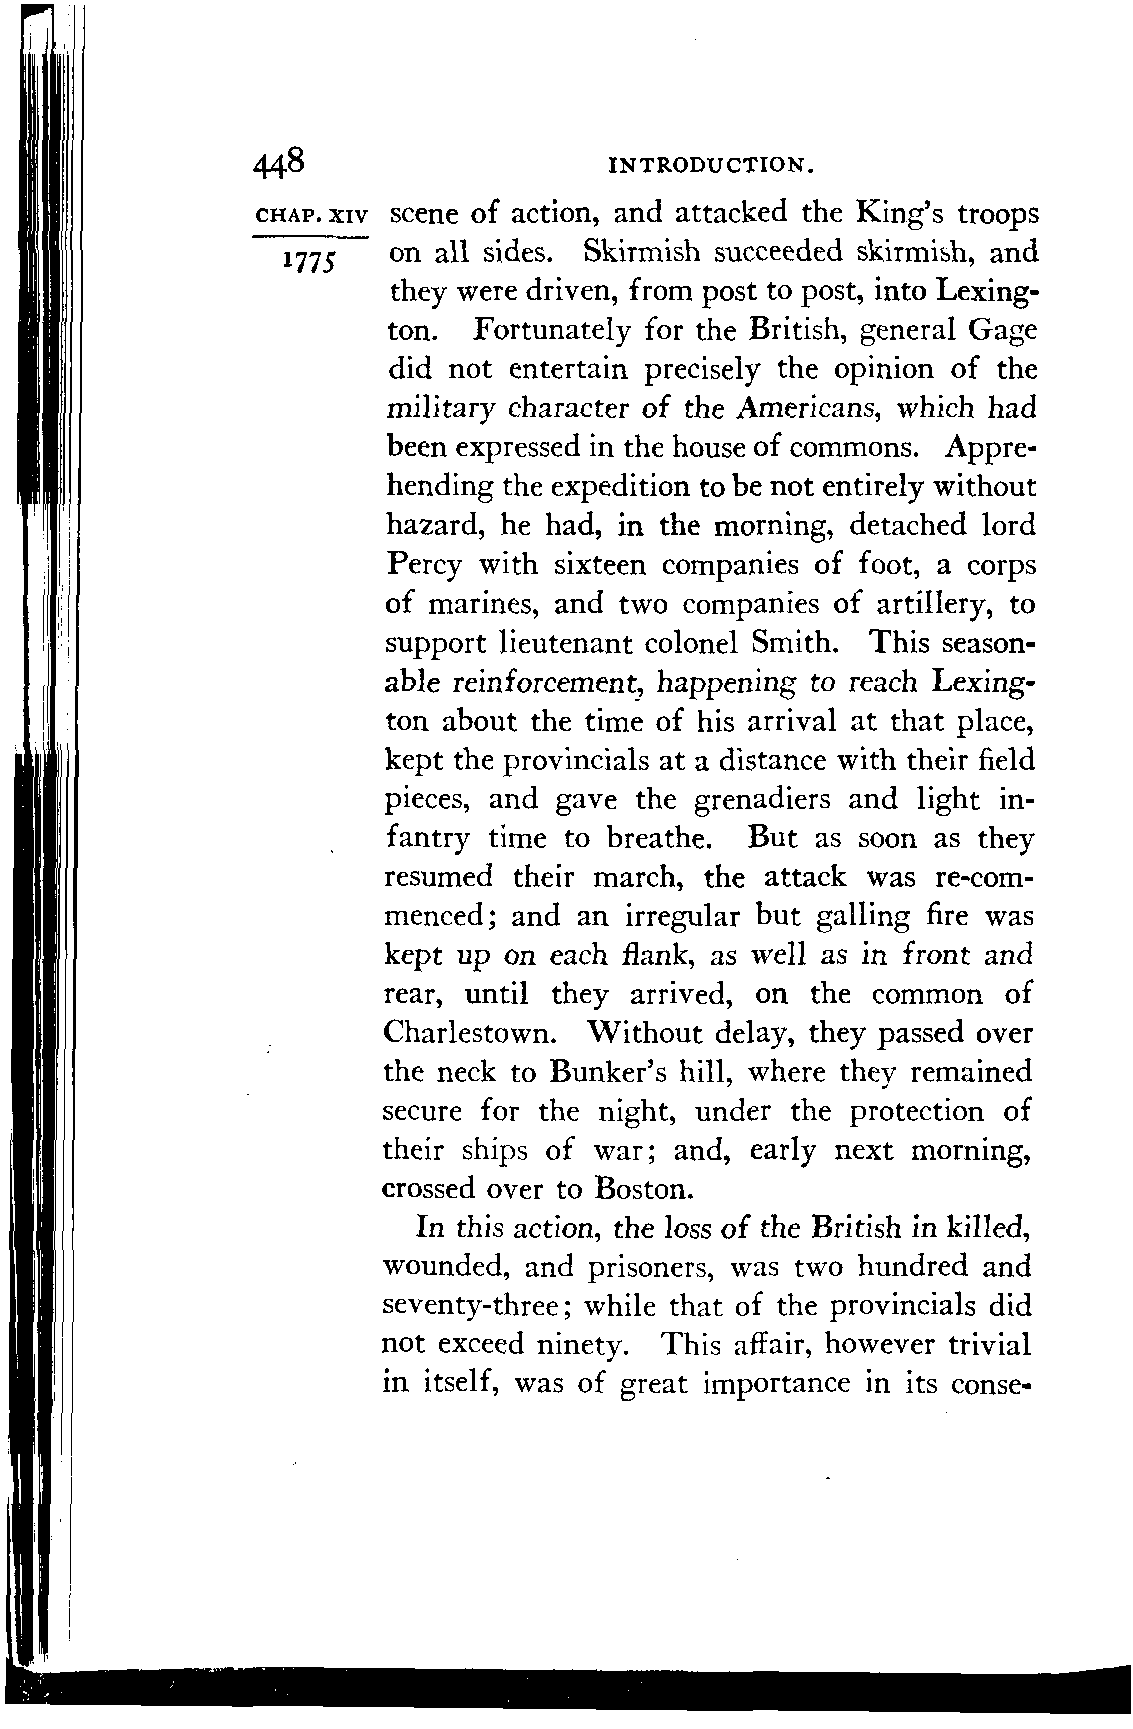 448 INTRODUCTION.
CHAP. XIV scene of action, and attacked the King's troops
1775 on all sides. Skirmish succeeded skirmish, and
they were driven, from post to post, into Lexing-
ton. Fortunately for the British, general Gage
did not entertain precisely the opinion of the
military character of the Americans, which had
been expressed in the house of commons. Appre-
hending the expedition to be not entirely without
hazard, he had, in the morning, detached lord
Percy with sixteen companies of foot, a corps
of marines, and two companies of artillery, to
support lieutenant colonel Smith. This season-
able reinforcement, happening to reach Lexing-
ton about the time of his arrival at that place,
kept the provincials at a distance with their field
pieces, and gave the grenadiers and light in-
fantry time to breathe. But as soon as they
resumed their march, the attack was re-com-
menced; and an irregular but galling fire was
kept up on each flank, as well as in front and
rear, until they arrived, on the common of
Charlestown. Without delay, they passed over
the neck to Bunker's hill, where they remained
secure for the night, under the protection of
their ships of war; and, early next morning,
crossed over to Boston.
In this action, the loss of the British in killed,
wounded, and prisoners, was two hundred and
seventy-three; while that of the provincials did
not exceed ninety. This affair, however trivial
in itself, was of great importance in its conse-